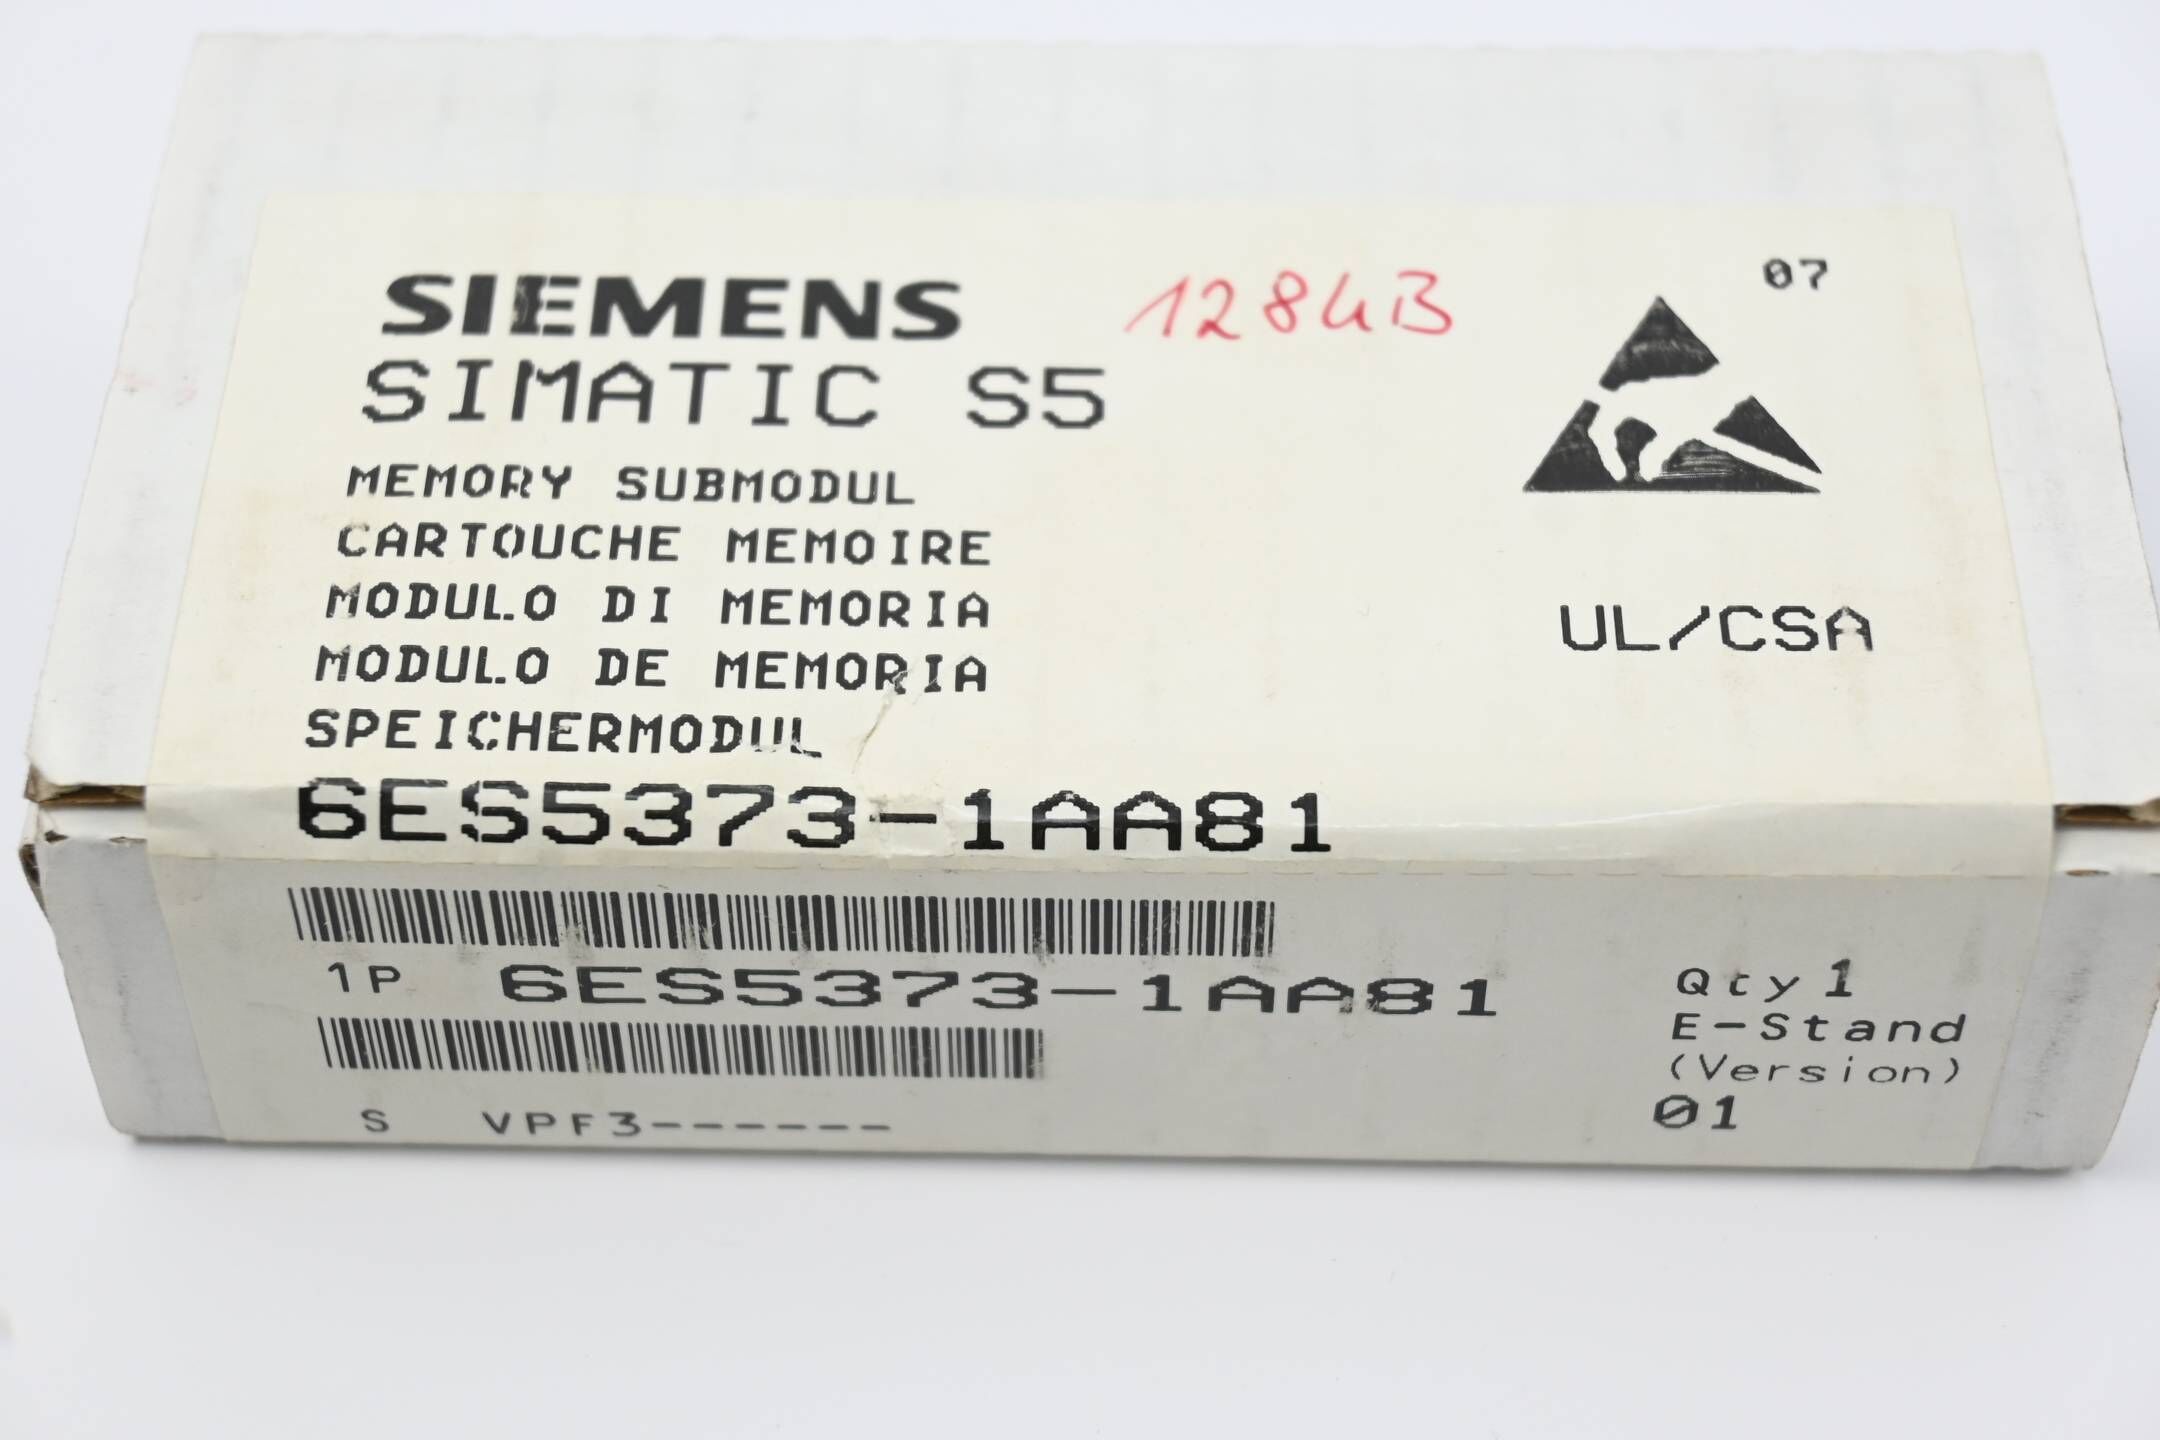 SIEMENS 1284B
07
SIMATIC S5
MEMORY SUBMODUL
CARTOUCHE MEMOIRE
MODULO DI MEMORIA
MODULO DE MEMORIA
SPEICHERMODUL
UL/CSA
6ES5373-1AA81
1P 6ES5373-1AA81
S VPF3------
Qty 1
E-Stand
(Version)
01